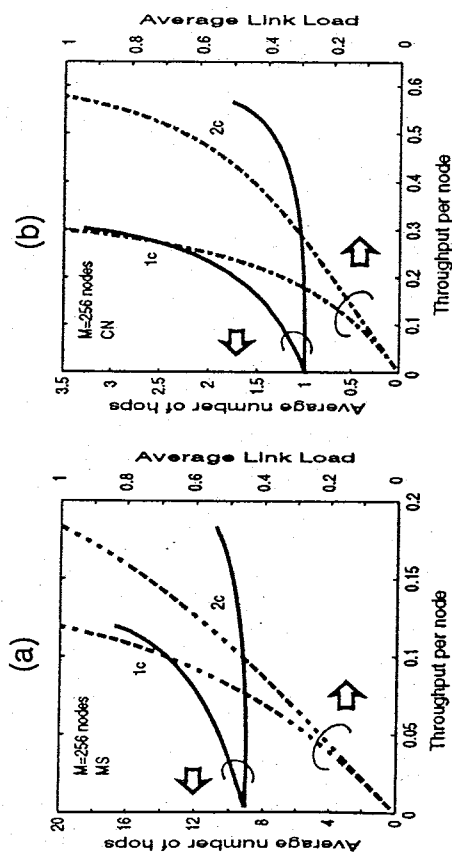 (a)
M=256 nodes
MS
1c
2c
Average number of hops
20
16
12
8
4
0
Average Link Load
1
0.8
0.6
0.4
0.2
0
0
0.05
0.1
0.15
0.2
Throughput per node
(b)
M=256 nodes
CN
1c
2c
Average number of hops
3.5
3
2.5
2
1.5
1
0.5
0
Average Link Load
1
0.8
0.6
0.4
0.2
0
0
0.1
0.2
0.3
0.4
0.5
0.6
Throughput per node